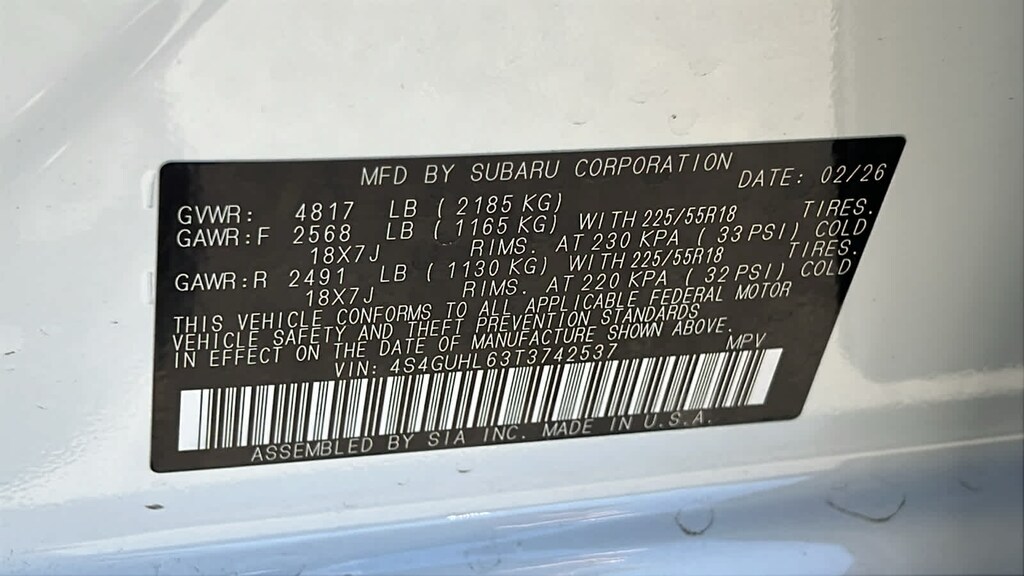 MFD BY SUBARU CORPORATION DATE: 02/26
GVWR: 4817 LB ( 2185 KG)
GAWR:F 2568 LB ( 1165 KG) WITH 225/55R18 TIRES.
18X7J RIMS. AT 230 KPA ( 33 PSI) COLD
GAWR:R 2491 LB ( 1130 KG) WITH 225/55R18 TIRES.
18X7J RIMS. AT 220 KPA ( 32 PSI) COLD
THIS VEHICLE CONFORMS TO ALL APPLICABLE FEDERAL MOTOR
VEHICLE SAFETY AND THEFT PREVENTION STANDARDS
IN EFFECT ON THE DATE OF MANUFACTURE SHOWN ABOVE.
VIN: 4S4GUHL63T3742537 MPV
ASSEMBLED BY SIA INC. MADE IN U.S.A.